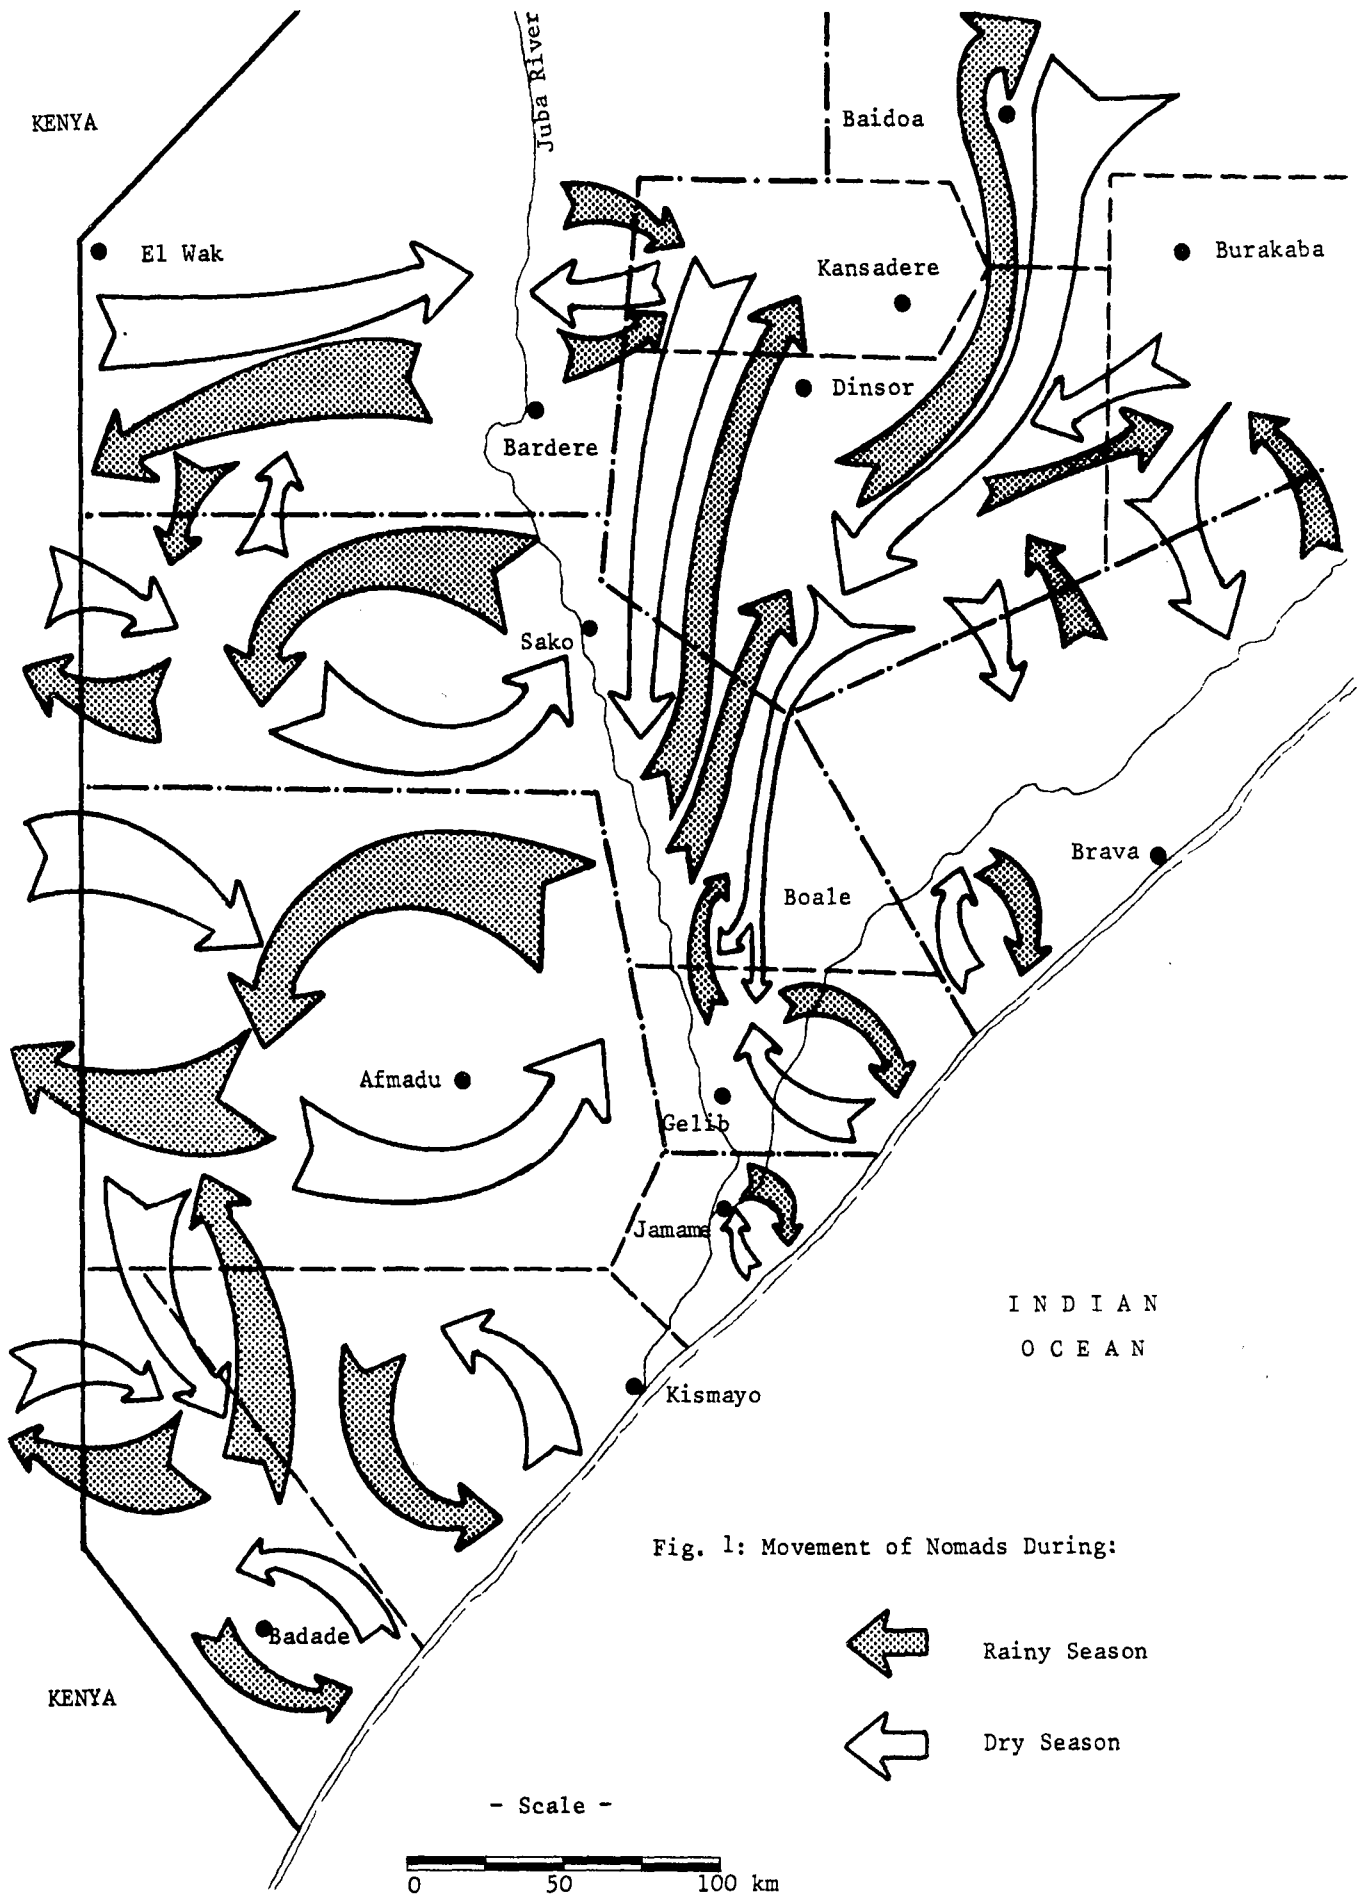 Juba River
KENYA
Baidoa
El Wak
Burakaba
Kansadere
Dinsor
Bardere
Sako
Brava
Boale
Afmadu
Gelib
Jamame
INDIAN
OCEAN
Kismayo
Fig. 1: Movement of Nomads During:
Badade
Rainy Season
KENYA
Dry Season
- Scale -
0 50 100 km